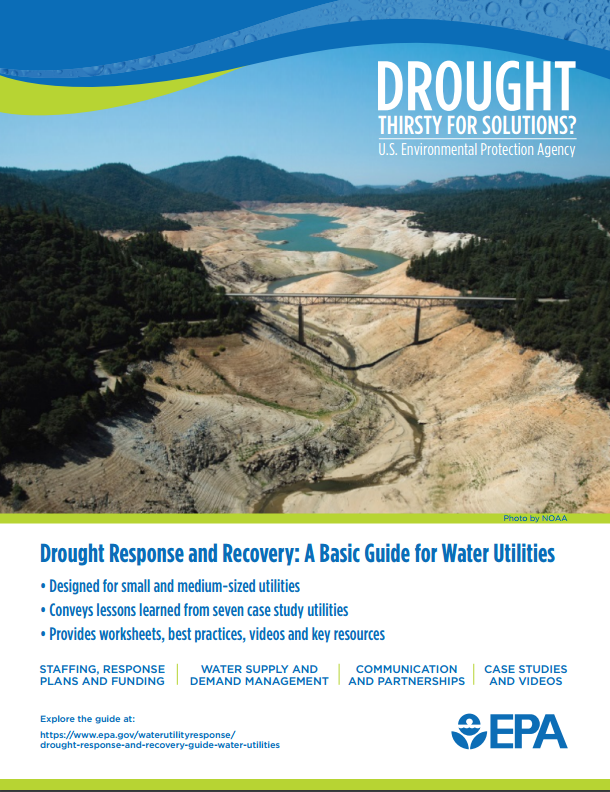 DROUGHT
THIRSTY FOR SOLUTIONS?
U.S. Environmental Protection Agency
Photo by NOAA
Drought Response and Recovery: A Basic Guide for Water Utilities
• Designed for small and medium-sized utilities
• Conveys lessons learned from seven case study utilities
• Provides worksheets, best practices, videos and key resources
STAFFING, RESPONSE
PLANS AND FUNDING
WATER SUPPLY AND
DEMAND MANAGEMENT
COMMUNICATION
AND PARTNERSHIPS
CASE STUDIES
AND VIDEOS
Explore the guide at:
https://www.epa.gov/waterutilityresponse/
drought-response-and-recovery-guide-water-utilities
EPA